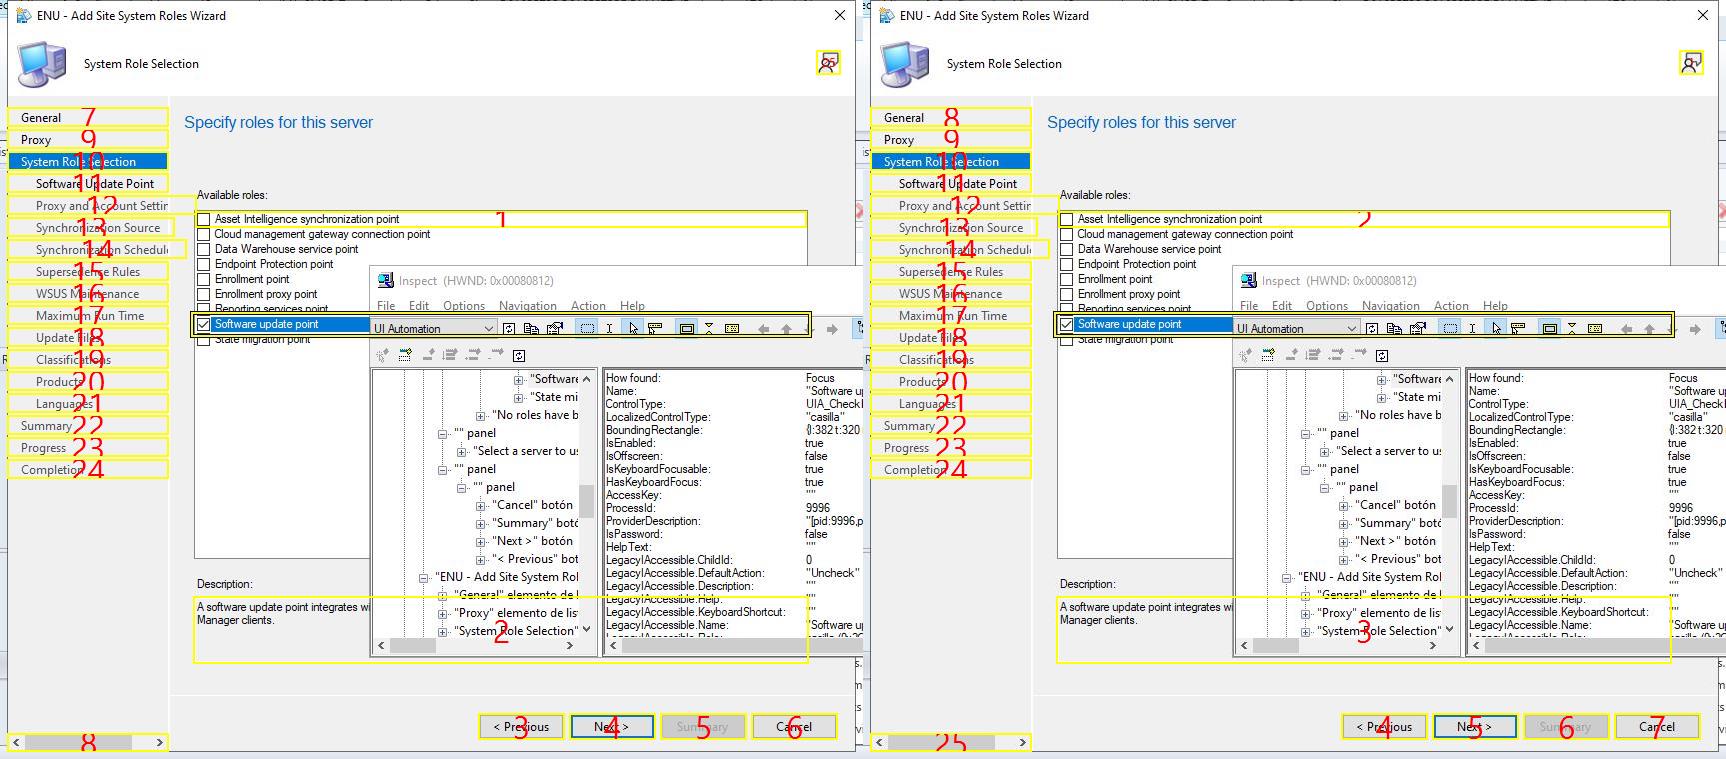 ENU - Add Site System Roles Wizard
System Role Selection
25
General 7
Proxy 9
System Role Selection 10
Software Update Point 11
Proxy and Account Settin 12
Synchronization Source 13
Synchronization Schedule 14
Supersedence Rules 15
WSUS Maintenance 16
Maximum Run Time 17
Update Files 18
Classifications 19
Products 20
Languages 21
Summary 22
Progress 23
Completion 24
8
Specify roles for this server
Available roles:
Asset Intelligence synchronization point 1
Cloud management gateway connection point
Data Warehouse service point
Endpoint Protection point
Enrollment point
Enrollment proxy point
Reporting services point
Software update point
State migration point
Inspect (HWND: 0x00080812)
File Edit Options Navigation Action Help
UI Automation
"Software
"State mi
"No roles have b
"" panel
"Select a server to us
"" panel
"" panel
"Cancel" botón
"Summary" botó
"Next >" botón
"< Previous" bot
"ENU - Add Site System Rol
"General" elemento de l
"Proxy" elemento de lis
"System Role Selection"
How found: Focus
Name: "Software up
ControlType: UIA_CheckI
LocalizedControlType: "casilla"
BoundingRectangle: {l:382 t:320
IsEnabled: true
IsOffscreen: false
IsKeyboardFocusable: true
HasKeyboardFocus: true
AccessKey: ""
ProcessId: 9996
ProviderDescription: "[pid:9996,p
IsPassword: false
HelpText: ""
LegacyIAccessible.ChildId: 0
LegacyIAccessible.DefaultAction: "Uncheck"
LegacyIAccessible.Description: ""
LegacyIAccessible.Help: ""
LegacyIAccessible.KeyboardShortcut: ""
LegacyIAccessible.Name: "Software up
Description:
A software update point integrates wi
Manager clients.
2
< Previous 3
Next > 4
Summary 5
Cancel 6
ENU - Add Site System Roles Wizard
System Role Selection
1
General 8
Proxy 9
System Role Selection 10
Software Update Point 11
Proxy and Account Settin 12
Synchronization Source 13
Synchronization Schedule 14
Supersedence Rules 15
WSUS Maintenance 16
Maximum Run Time 17
Update Files 18
Classifications 19
Products 20
Languages 21
Summary 22
Progress 23
Completion 24
25
Specify roles for this server
Available roles:
Asset Intelligence synchronization point 2
Cloud management gateway connection point
Data Warehouse service point
Endpoint Protection point
Enrollment point
Enrollment proxy point
Reporting services point
Software update point
State migration point
Inspect (HWND: 0x00080812)
File Edit Options Navigation Action Help
UI Automation
"Software
"State mi
"No roles have b
"" panel
"Select a server to us
"" panel
"" panel
"Cancel" botón
"Summary" botó
"Next >" botón
"< Previous" bot
"ENU - Add Site System Rol
"General" elemento de l
"Proxy" elemento de lis
"System Role Selection"
How found: Focus
Name: "Software up
ControlType: UIA_CheckI
LocalizedControlType: "casilla"
BoundingRectangle: {l:382 t:320
IsEnabled: true
IsOffscreen: false
IsKeyboardFocusable: true
HasKeyboardFocus: true
AccessKey: ""
ProcessId: 9996
ProviderDescription: "[pid:9996,p
IsPassword: false
HelpText: ""
LegacyIAccessible.ChildId: 0
LegacyIAccessible.DefaultAction: "Uncheck"
LegacyIAccessible.Description: ""
LegacyIAccessible.Help: ""
LegacyIAccessible.KeyboardShortcut: ""
LegacyIAccessible.Name: "Software up
Description:
A software update point integrates wi
Manager clients.
3
< Previous 4
Next > 5
Summary 6
Cancel 7